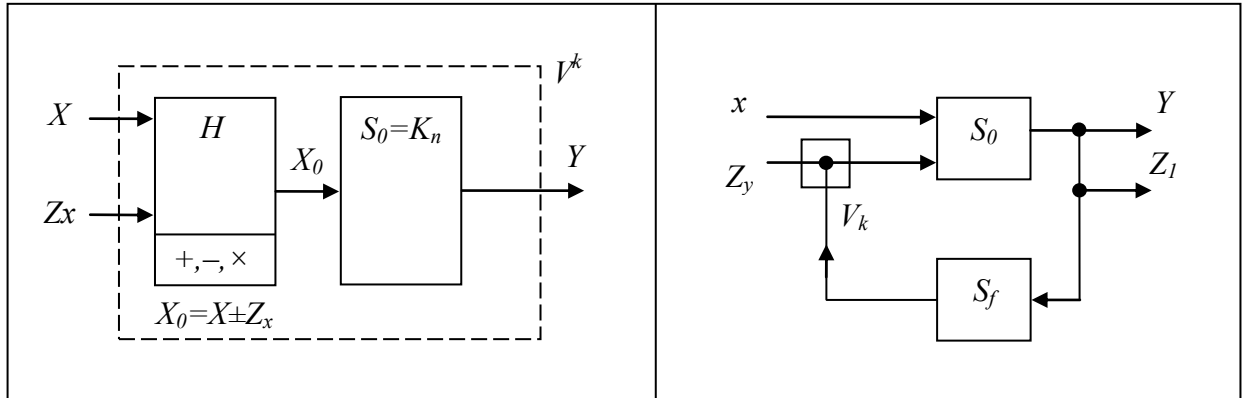 V^k
X
H
S_0=K_n
X_0
Y
Zx
+,–,×
X_0=X±Z_x
x
S_0
Y
Z_y
Z_1
V_k
S_f